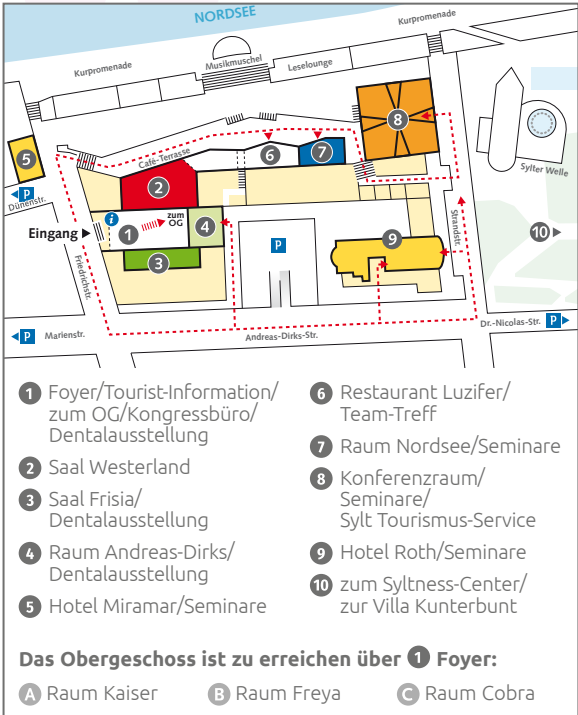 NORDSEE
Kurpromenade
Musikmuschel
Leselounge
Kurpromenade
8
5
P
Dünenstr.
Café-Terrasse
6
7
Sylter Welle
2
i
1
zum
OG
4
Eingang
3
P
9
Strandstr.
10
Friedrichstr.
P
Marienstr.
Andreas-Dirks-Str.
Dr.-Nicolas-Str.
P
1 Foyer/Tourist-Information/
zum OG/Kongressbüro/
Dentalausstellung
2 Saal Westerland
3 Saal Frisia/
Dentalausstellung
4 Raum Andreas-Dirks/
Dentalausstellung
5 Hotel Miramar/Seminare
6 Restaurant Luzifer/
Team-Treff
7 Raum Nordsee/Seminare
8 Konferenzraum/
Seminare/
Sylt Tourismus-Service
9 Hotel Roth/Seminare
10 zum Syltness-Center/
zur Villa Kunterbunt
Das Obergeschoss ist zu erreichen über 1 Foyer:
A Raum Kaiser
B Raum Freya
C Raum Cobra